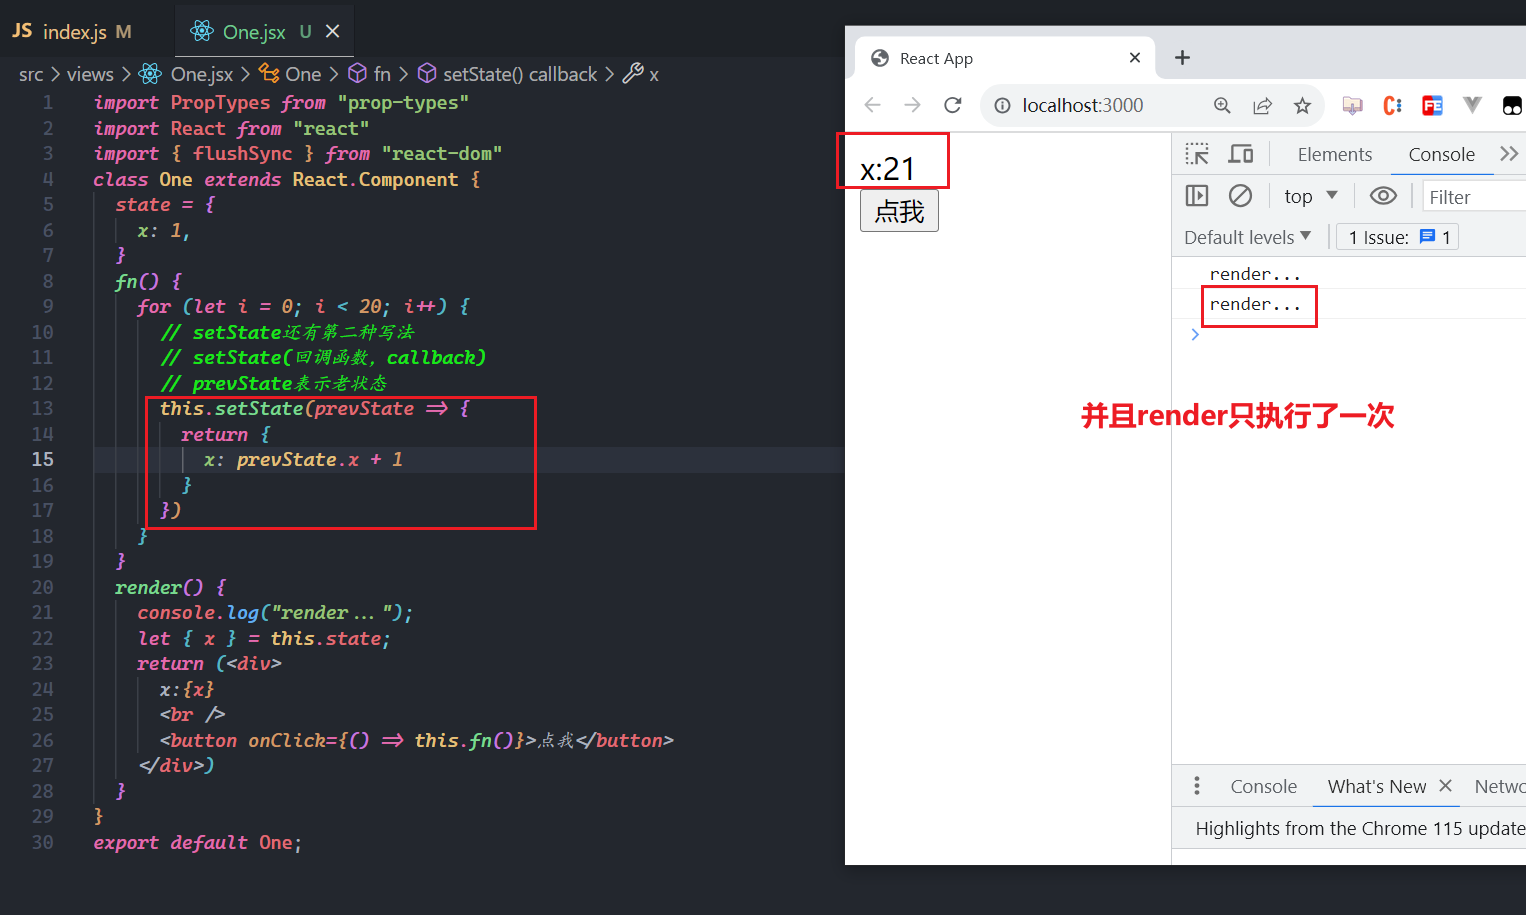 JS index.js M
One.jsx U
src > views > One.jsx > One > fn > setState() callback > x
1 import PropTypes from "prop-types"
2 import React from "react"
3 import { flushSync } from "react-dom"
4 class One extends React.Component {
5 state = {
6 x: 1,
7 }
8 fn() {
9 for (let i = 0; i < 20; i++) {
10 // setState还有第二种写法
11 // setState(回调函数, callback)
12 // prevState表示老状态
13 this.setState(prevState => {
14 return {
15 x: prevState.x + 1
16 }
17 })
18 }
19 }
20 render() {
21 console.log("render...");
22 let { x } = this.state;
23 return (<div>
24 x:{x}
25 <br />
26 <button onClick={() => this.fn()}>点我</button>
27 </div>)
28 }
29 }
30 export default One;
React App
localhost:3000
x:21
点我
Elements
Console
top
Filter
Default levels
1 Issue: 1
render...
render...
并且render只执行了一次
Console
What's New
Netwo
Highlights from the Chrome 115 update